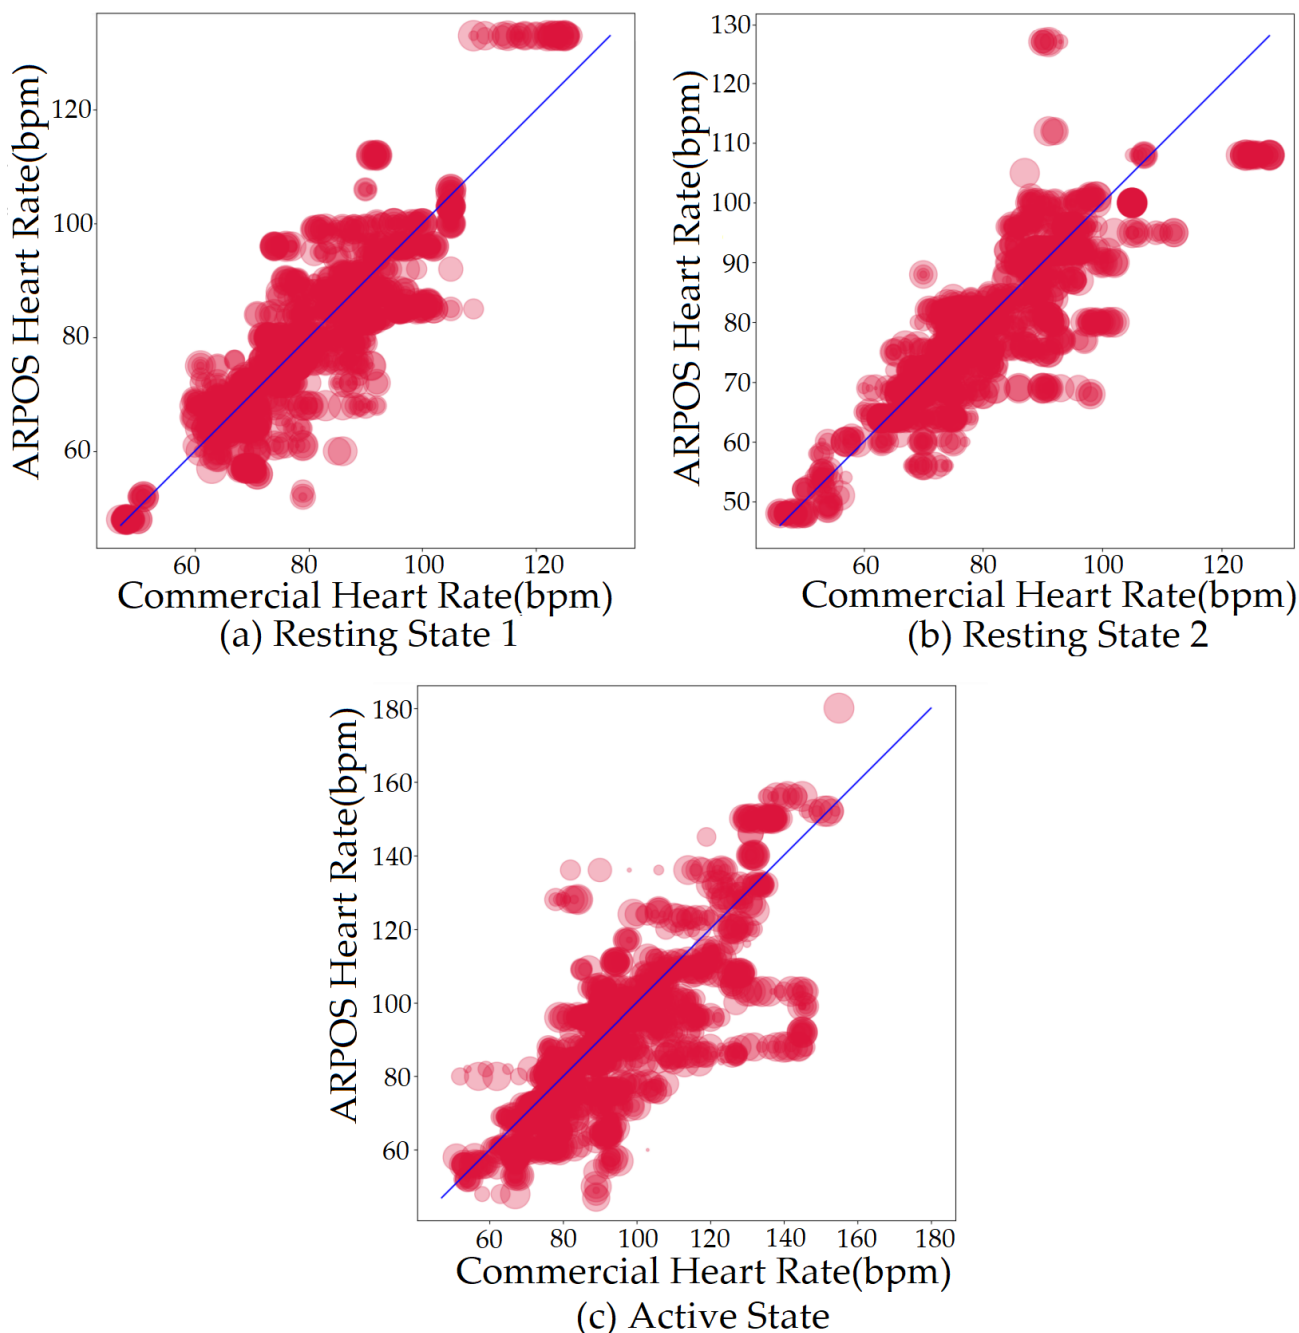 ARPOS Heart Rate(bpm)
120
100
80
60
60 80 100 120
Commercial Heart Rate(bpm)
(a) Resting State 1
ARPOS Heart Rate(bpm)
130
120
110
100
90
80
70
60
50
60 80 100 120
Commercial Heart Rate(bpm)
(b) Resting State 2
ARPOS Heart Rate(bpm)
180
160
140
120
100
80
60
60 80 100 120 140 160 180
Commercial Heart Rate(bpm)
(c) Active State